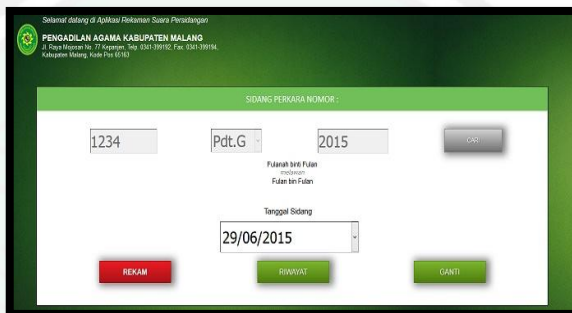 Selamat datang di Aplikasi Rekaman Suara Persidangan
PENGADILAN AGAMA KABUPATEN MALANG
Jl. Raya Mojosari No. 77 Kepanjen, Telp. 0341-399192, Fax. 0341-399194,
Kabupaten Malang, Kode Pos 65163
SIDANG PERKARA NOMOR :
1234 Pdt.G 2015 CARI
Fulanah binti Fulan
melawan
Fulan bin Fulan
Tanggal Sidang
29/06/2015
REKAM RIWAYAT GANTI